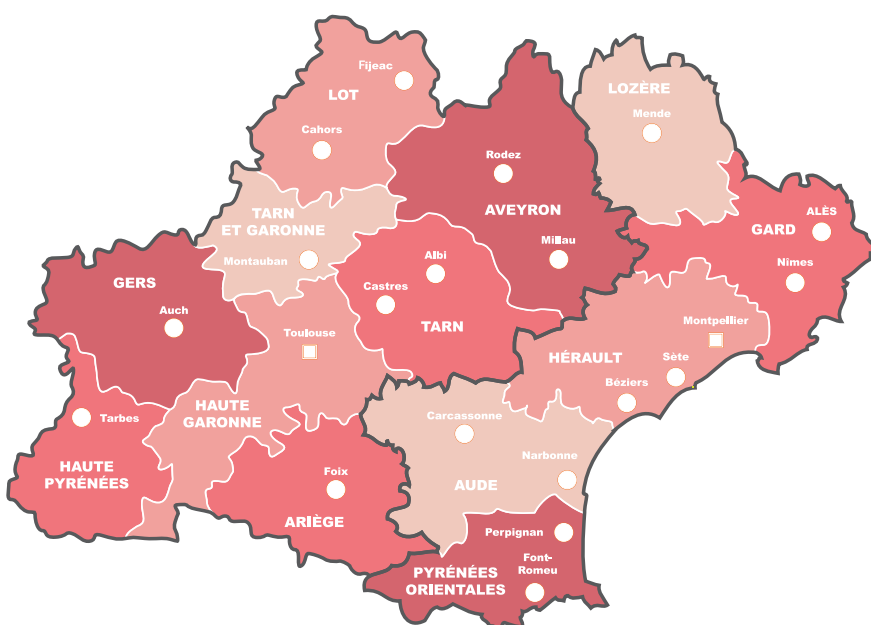 Fijeac
LOT
Cahors
LOZÈRE
Mende
Rodez
AVEYRON
Millau
TARN
ET GARONNE
Montauban
ALÈS
GARD
Nîmes
GERS
Auch
Albi
Castres
TARN
Toulouse
Montpellier
HÉRAULT
Sète
Béziers
HAUTE
GARONNE
Tarbes
HAUTE
PYRÉNÉES
Carcassonne
Narbonne
AUDE
Foix
ARIÈGE
Perpignan
Font-
Romeu
PYRÉNÉES
ORIENTALES